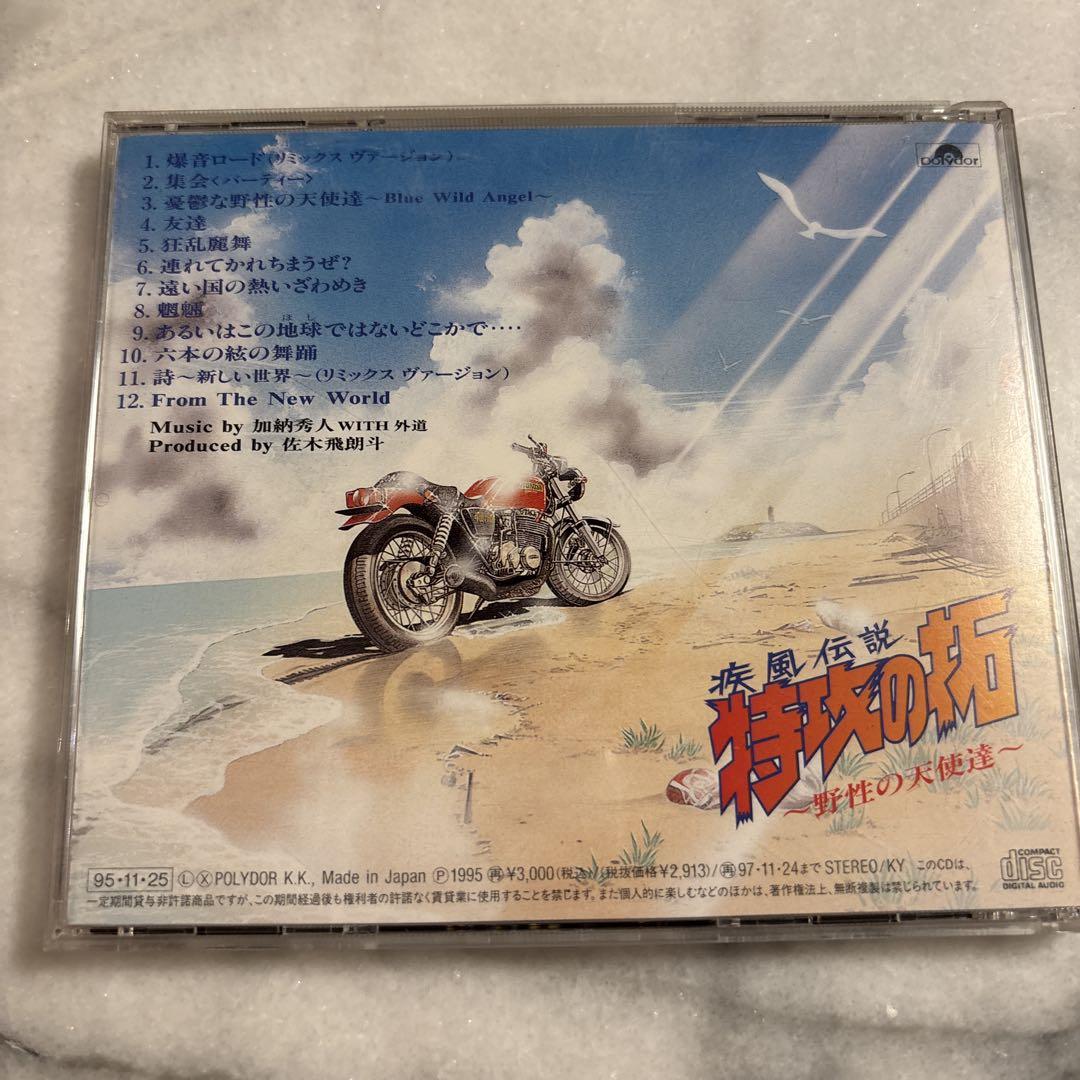 Polydor
1. 爆音ロード(リミックス ヴァージョン)
2. 集会<パーティー>
3. 憂鬱な野性の天使達～Blue Wild Angel～
4. 友達
5. 狂乱麗舞
6. 連れてかれちまうぜ?
7. 遠い国の熱いざわめき
8. 魍魎
9. あるいはこの地球ではないどこかで‥‥
ほし
10. 六本の絃の舞踊
11. 詩～新しい世界～(リミックス ヴァージョン)
12. From The New World
Music by 加納秀人 WITH 外道
Produced by 佐木飛朗斗
疾風伝説
特攻の拓
～野性の天使達～
95・11・25 Ⓛ Ⓧ POLYDOR K.K., Made in Japan Ⓟ 1995 再¥3,000(税込)/(税抜価格¥2,913)/再97・11・24まで STEREO/KY このCDは、
一定期間貸与非許諾商品ですが、この期間経過後も権利者の許諾なく賃貸業に使用することを禁じます。また個人的に楽しむなどのほかは、著作権法上、無断複製は禁じられています。
COMPACT
disc
DIGITAL AUDIO